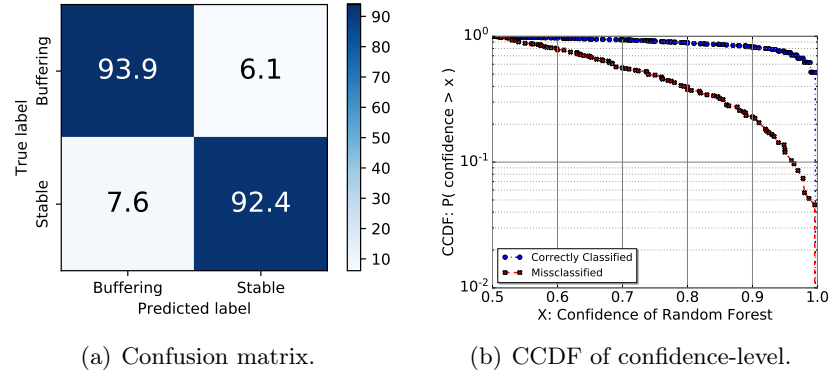 True label
Buffering
Stable
93.9
6.1
7.6
92.4
Buffering
Stable
Predicted label
90
80
70
60
50
40
30
20
10
(a) Confusion matrix.
CCDF: P( confidence > x )
10^0
10^-1
10^-2
Correctly Classified
Missclassified
0.5 0.6 0.7 0.8 0.9 1.0
X: Confidence of Random Forest
(b) CCDF of confidence-level.